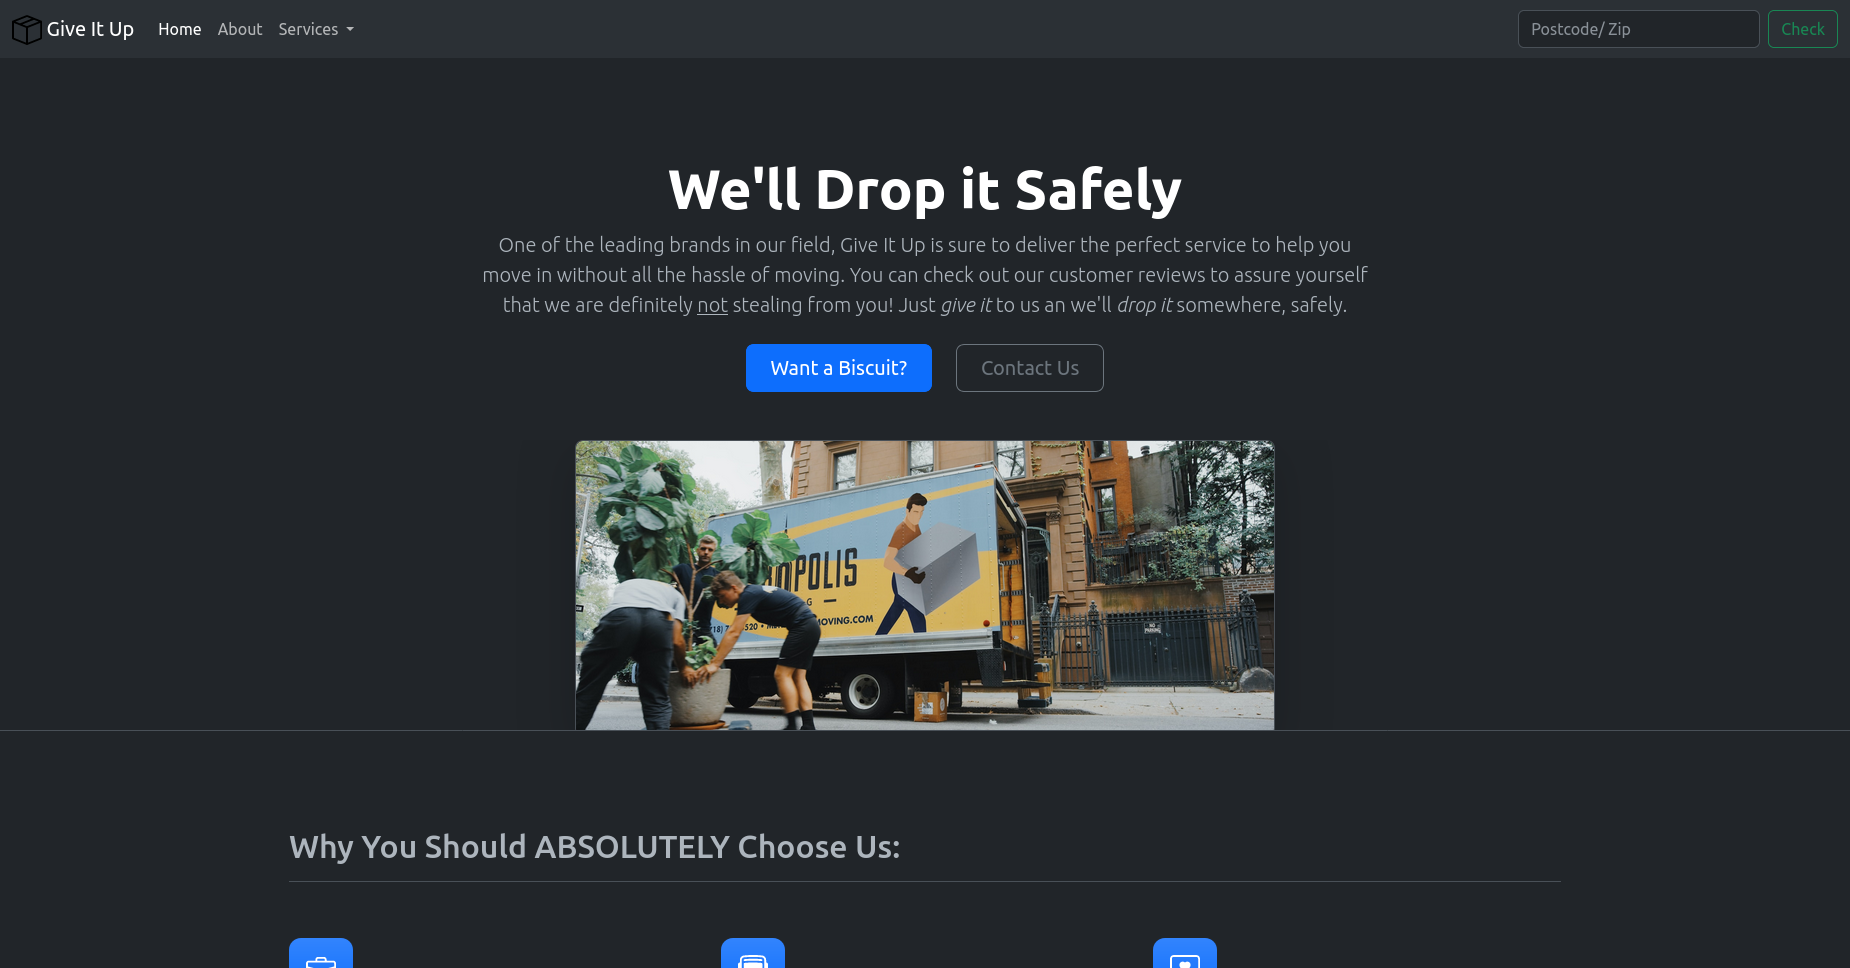 Give It Up Home About Services Postcode/ Zip Check
We'll Drop it Safely
One of the leading brands in our field, Give It Up is sure to deliver the perfect service to help you
move in without all the hassle of moving. You can check out our customer reviews to assure yourself
that we are definitely not stealing from you! Just give it to us an we'll drop it somewhere, safely.
Want a Biscuit? Contact Us
MOVING.COM
NO
PARKING
Why You Should ABSOLUTELY Choose Us: